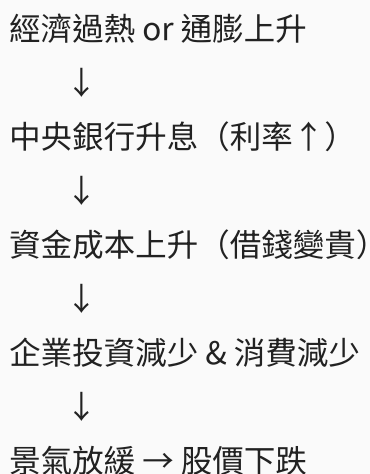 經濟過熱 or 通膨上升
↓
中央銀行升息（利率↑）
↓
資金成本上升（借錢變貴）
↓
企業投資減少 & 消費減少
↓
景氣放緩 → 股價下跌